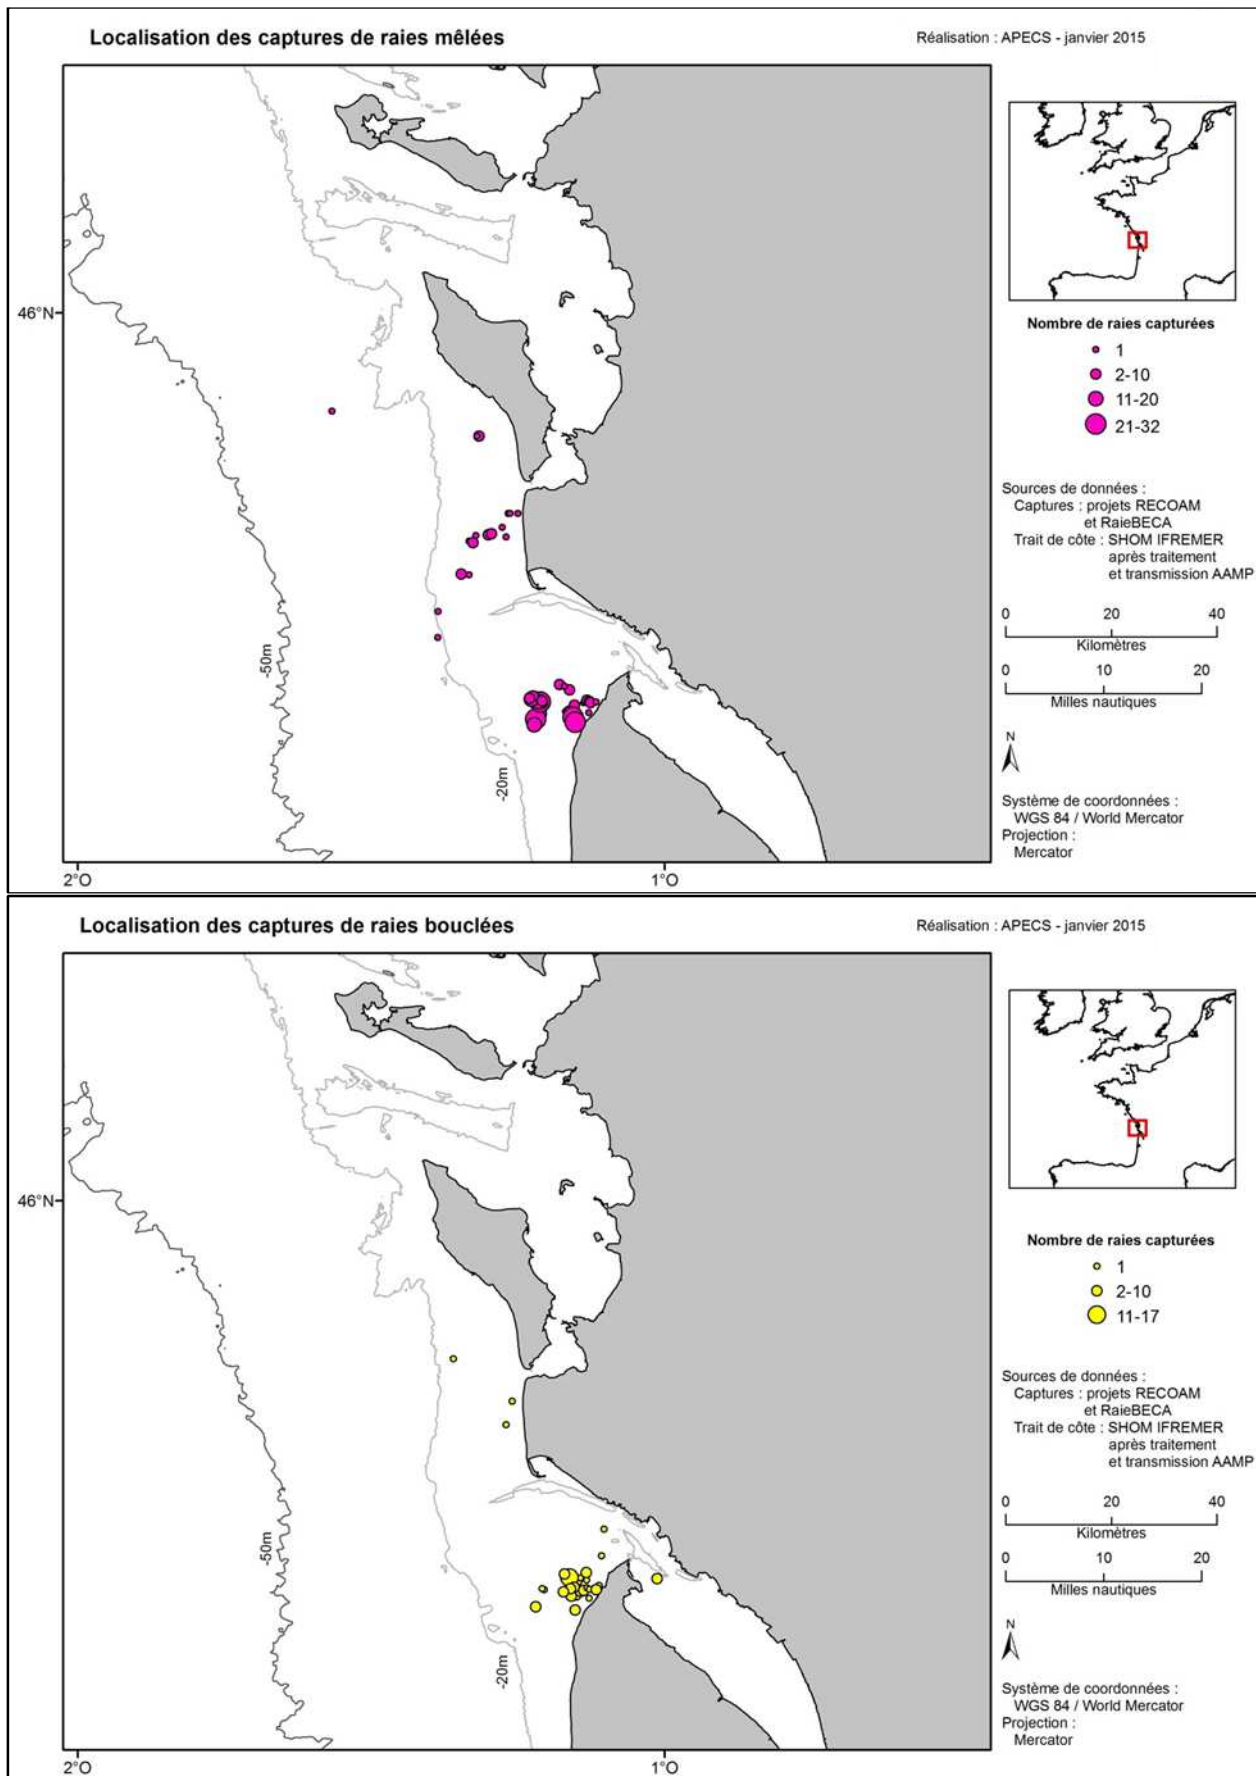 Localisation des captures de raies mêlées
Réalisation : APECS - janvier 2015
46°N
-50m
-20m
2°O
1°O
Nombre de raies capturées
1
2-10
11-20
21-32
Sources de données :
Captures : projets RECOAM
et RaieBECA
Trait de côte : SHOM IFREMER
après traitement
et transmission AAMP
0 20 40
Kilomètres
0 10 20
Milles nautiques
N
Système de coordonnées :
WGS 84 / World Mercator
Projection :
Mercator
Localisation des captures de raies bouclées
Réalisation : APECS - janvier 2015
46°N
-50m
-20m
2°O
1°O
Nombre de raies capturées
1
2-10
11-17
Sources de données :
Captures : projets RECOAM
et RaieBECA
Trait de côte : SHOM IFREMER
après traitement
et transmission AAMP
0 20 40
Kilomètres
0 10 20
Milles nautiques
N
Système de coordonnées :
WGS 84 / World Mercator
Projection :
Mercator